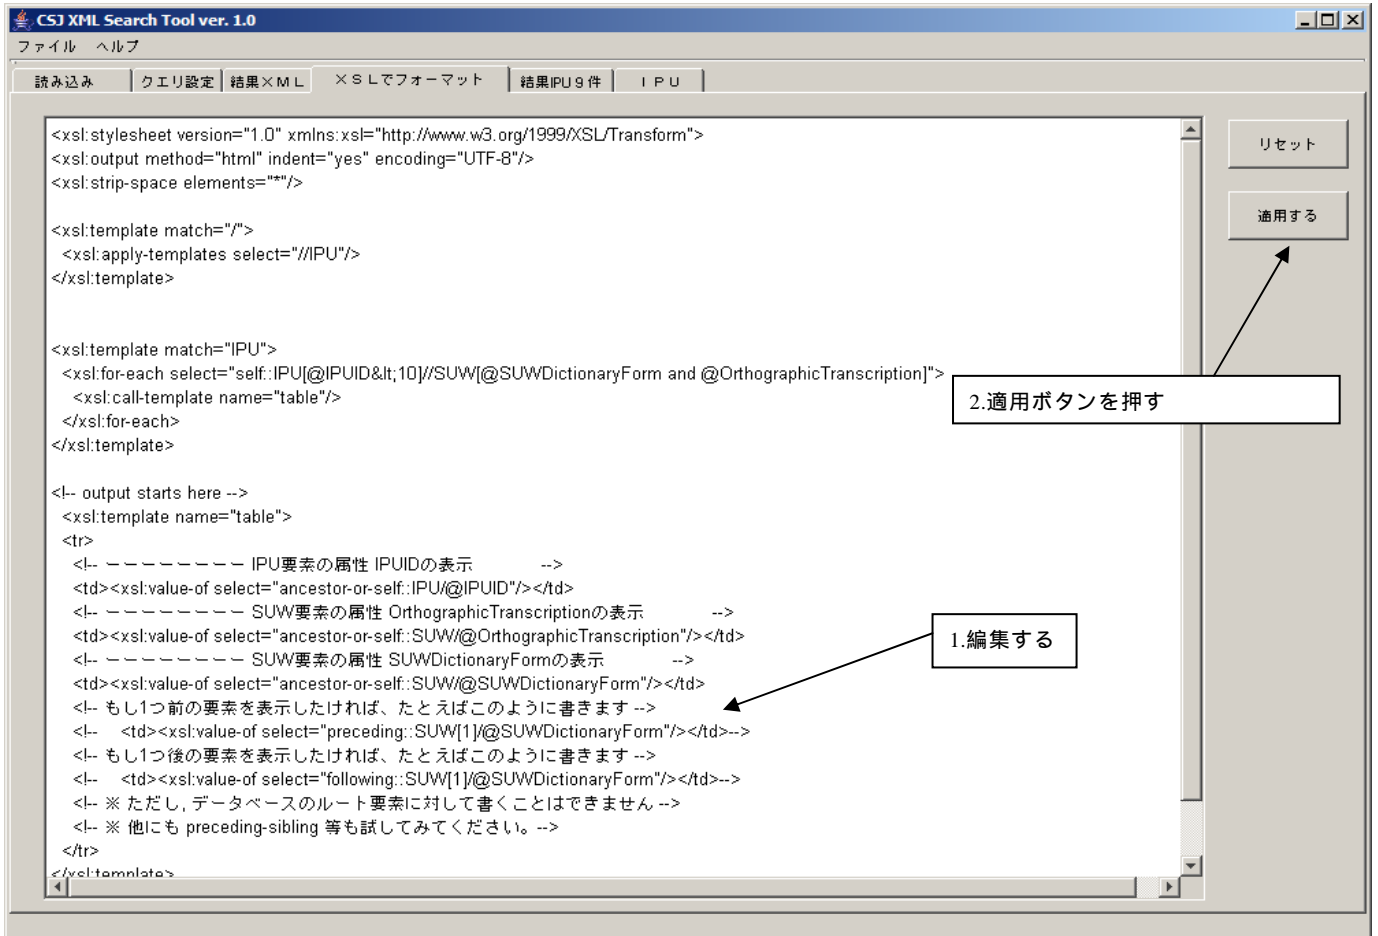 CSJ XML Search Tool ver. 1.0
ファイル ヘルプ
読み込み クエリ設定 結果XML XSLでフォーマット 結果IPU9件 IPU
<xsl:stylesheet version="1.0" xmlns:xsl="http://www.w3.org/1999/XSL/Transform">
<xsl:output method="html" indent="yes" encoding="UTF-8"/>
<xsl:strip-space elements="*"/>
<xsl:template match="/">
<xsl:apply-templates select="//IPU"/>
</xsl:template>
<xsl:template match="IPU">
<xsl:for-each select="self::IPU[@IPUID&lt;10]//SUW[@SUWDictionaryForm and @OrthographicTranscription]">
<xsl:call-template name="table"/>
</xsl:for-each>
</xsl:template>
<!-- output starts here -->
<xsl:template name="table">
<tr>
<!-- ーーーーーーーー IPU要素の属性 IPUIDの表示 -->
<td><xsl:value-of select="ancestor-or-self::IPU/@IPUID"/></td>
<!-- ーーーーーーーー SUW要素の属性 OrthographicTranscriptionの表示 -->
<td><xsl:value-of select="ancestor-or-self::SUW/@OrthographicTranscription"/></td>
<!-- ーーーーーーーー SUW要素の属性 SUWDictionaryFormの表示 -->
<td><xsl:value-of select="ancestor-or-self::SUW/@SUWDictionaryForm"/></td>
<!-- もし1つ前の要素を表示したければ、たとえばこのように書きます -->
<!-- <td><xsl:value-of select="preceding::SUW[1]/@SUWDictionaryForm"/></td>-->
<!-- もし1つ後の要素を表示したければ、たとえばこのように書きます -->
<!-- <td><xsl:value-of select="following::SUW[1]/@SUWDictionaryForm"/></td>-->
<!-- ※ ただし, データベースのルート要素に対して書くことはできません -->
<!-- ※ 他にも preceding-sibling 等も試してみてください。-->
</tr>
</xsl:template>
リセット
適用する
2.適用ボタンを押す
1.編集する